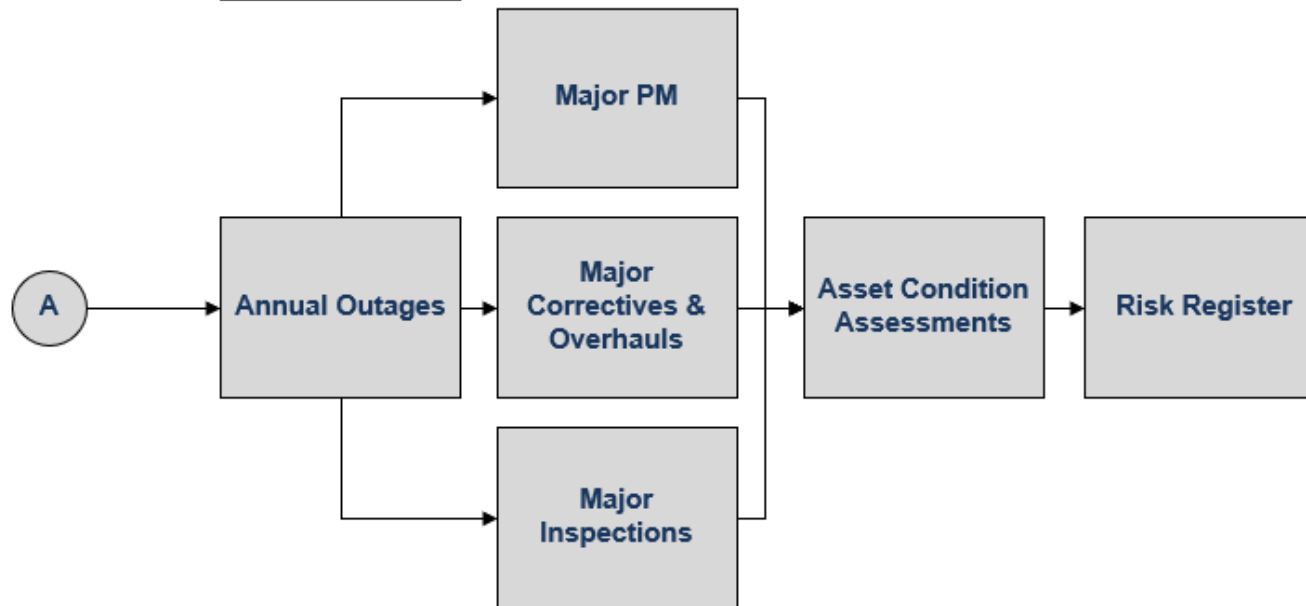 Major PM
A
Annual Outages
Major
Correctives &
Overhauls
Asset Condition
Assessments
Risk Register
Major
Inspections